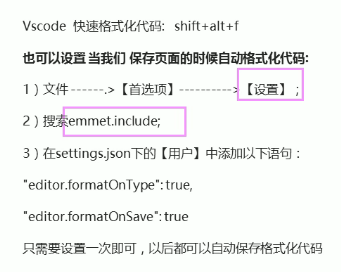 Vscode 快速格式化代码: shift+alt+f
也可以设置 当我们 保存页面的时候自动格式化代码:
1）文件 ------.>【首选项】--------->【设置】；
2）搜索emmet.include;
3）在settings.json下的【用户】中添加以下语句：
"editor.formatOnType": true,
"editor.formatOnSave": true
只需要设置一次即可，以后都可以自动保存格式化代码